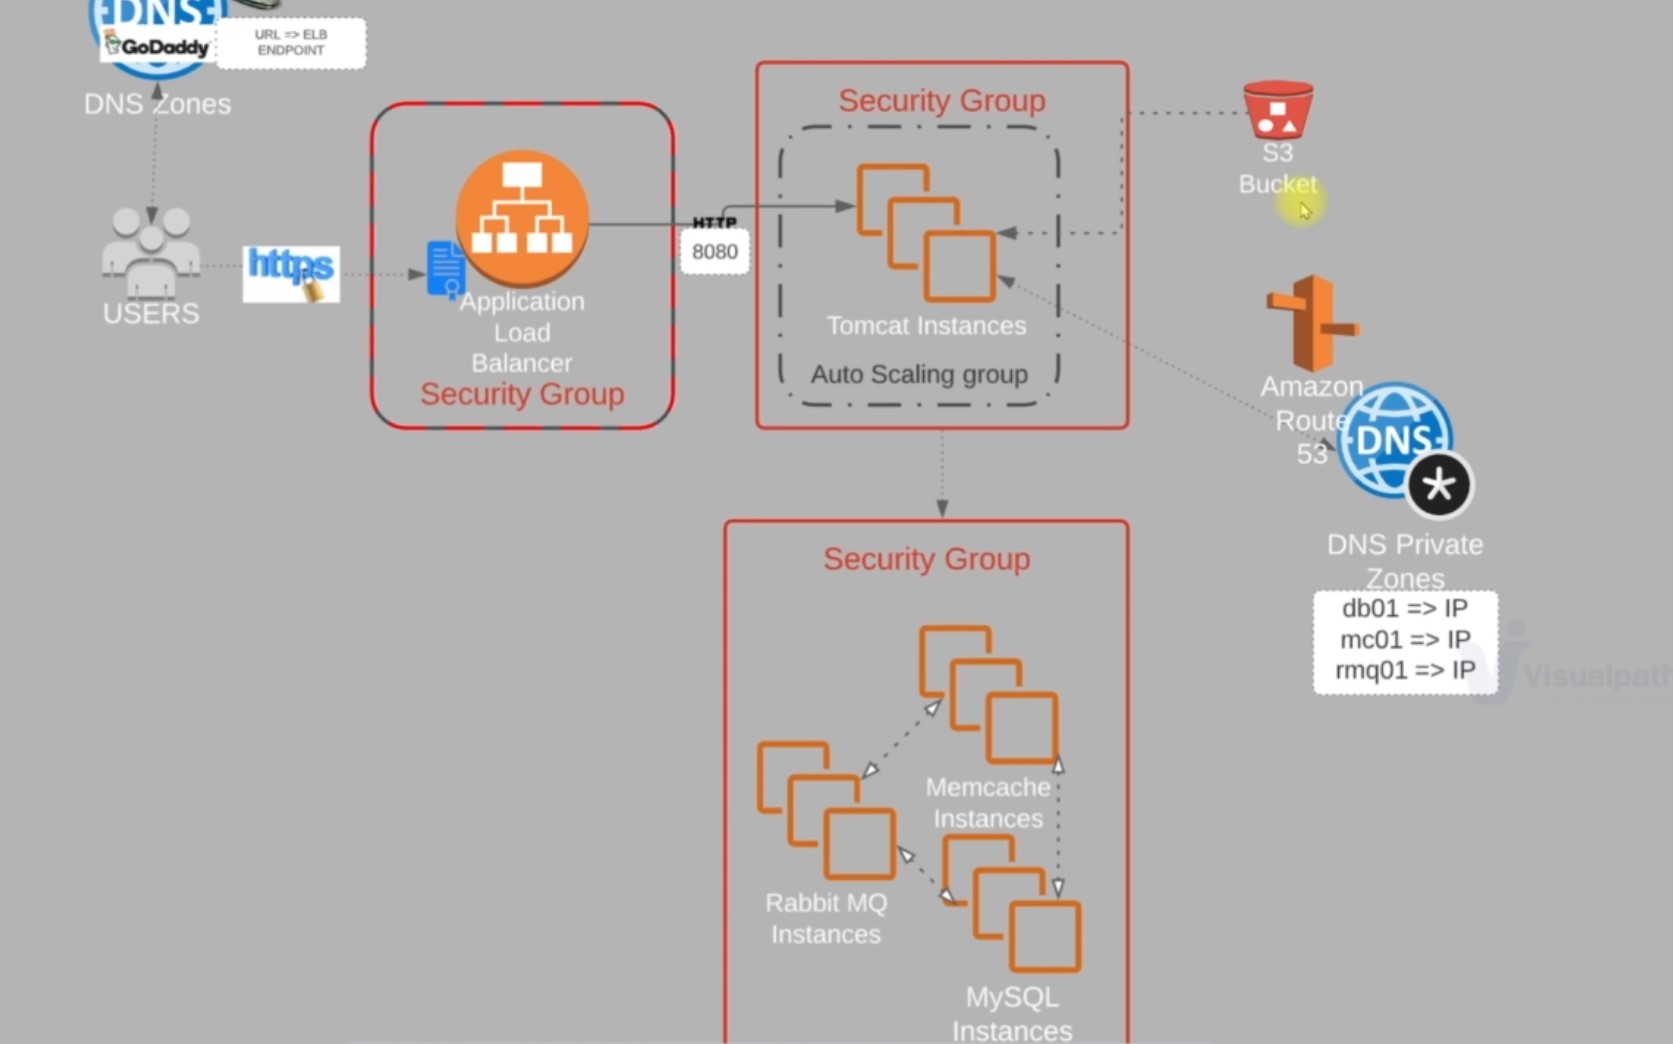 DNS
GoDaddy
URL => ELB
ENDPOINT
DNS Zones
USERS
https
Application
Load
Balancer
Security Group
HTTP
8080
Security Group
Tomcat Instances
Auto Scaling group
S3
Bucket
Amazon
Route
53
DNS
DNS Private
Zones
db01 => IP
mc01 => IP
rmq01 => IP
Visualpath
Security Group
Memcache
Instances
Rabbit MQ
Instances
MySQL
Instances